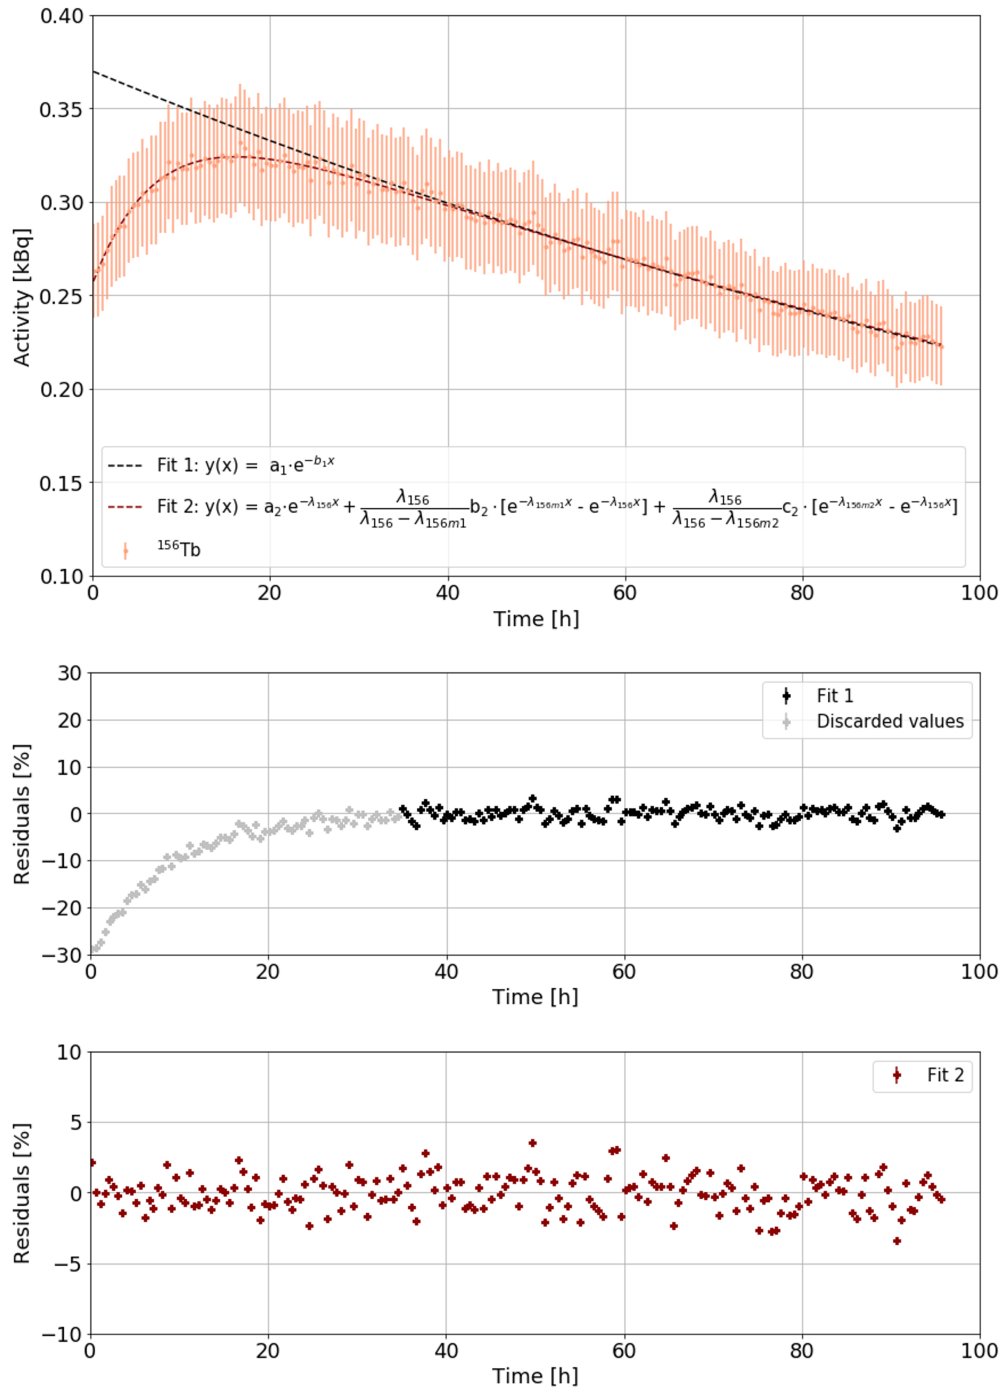 0.40
0.35
0.30
0.25
0.20
0.15
0.10
Activity [kBq]
Fit 1: y(x) = a₁·e^{−b₁x}
Fit 2: y(x) = a₂·e^{−λ₁₅₆x} + λ₁₅₆/(λ₁₅₆ − λ₁₅₆ₘ₁) b₂ · [e^{−λ₁₅₆ₘ₁x} - e^{−λ₁₅₆x}] + λ₁₅₆/(λ₁₅₆ − λ₁₅₆ₘ₂) c₂ · [e^{−λ₁₅₆ₘ₂x} - e^{−λ₁₅₆x}]
¹⁵⁶Tb
0 20 40 60 80 100
Time [h]
30
20
10
0
−10
−20
−30
Residuals [%]
Fit 1
Discarded values
0 20 40 60 80 100
Time [h]
10
5
0
−5
−10
Residuals [%]
Fit 2
0 20 40 60 80 100
Time [h]